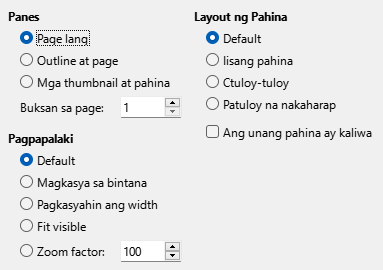 Panes
Page lang
Outline at page
Mga thumbnail at pahina
Buksan sa page: 1
Pagpapalaki
Default
Magkasya sa bintana
Pagkasyahin ang width
Fit visible
Zoom factor: 100
Layout ng Pahina
Default
Iisang pahina
Ctuloy-tuloy
Patuloy na nakaharap
Ang unang pahina ay kaliwa